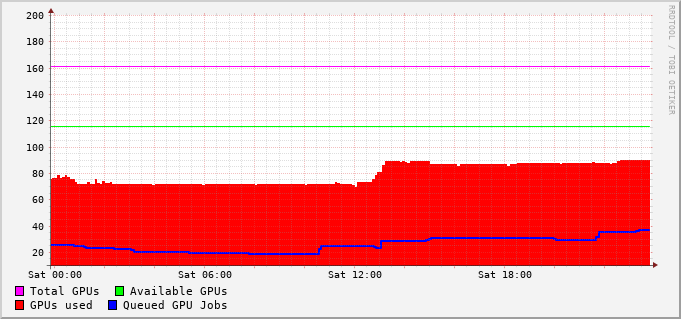 200
180
160
140
120
100
80
60
40
20
Sat 00:00 Sat 06:00 Sat 12:00 Sat 18:00
Total GPUs Available GPUs
GPUs used Queued GPU Jobs
RRDTOOL / TOBI OETIKER